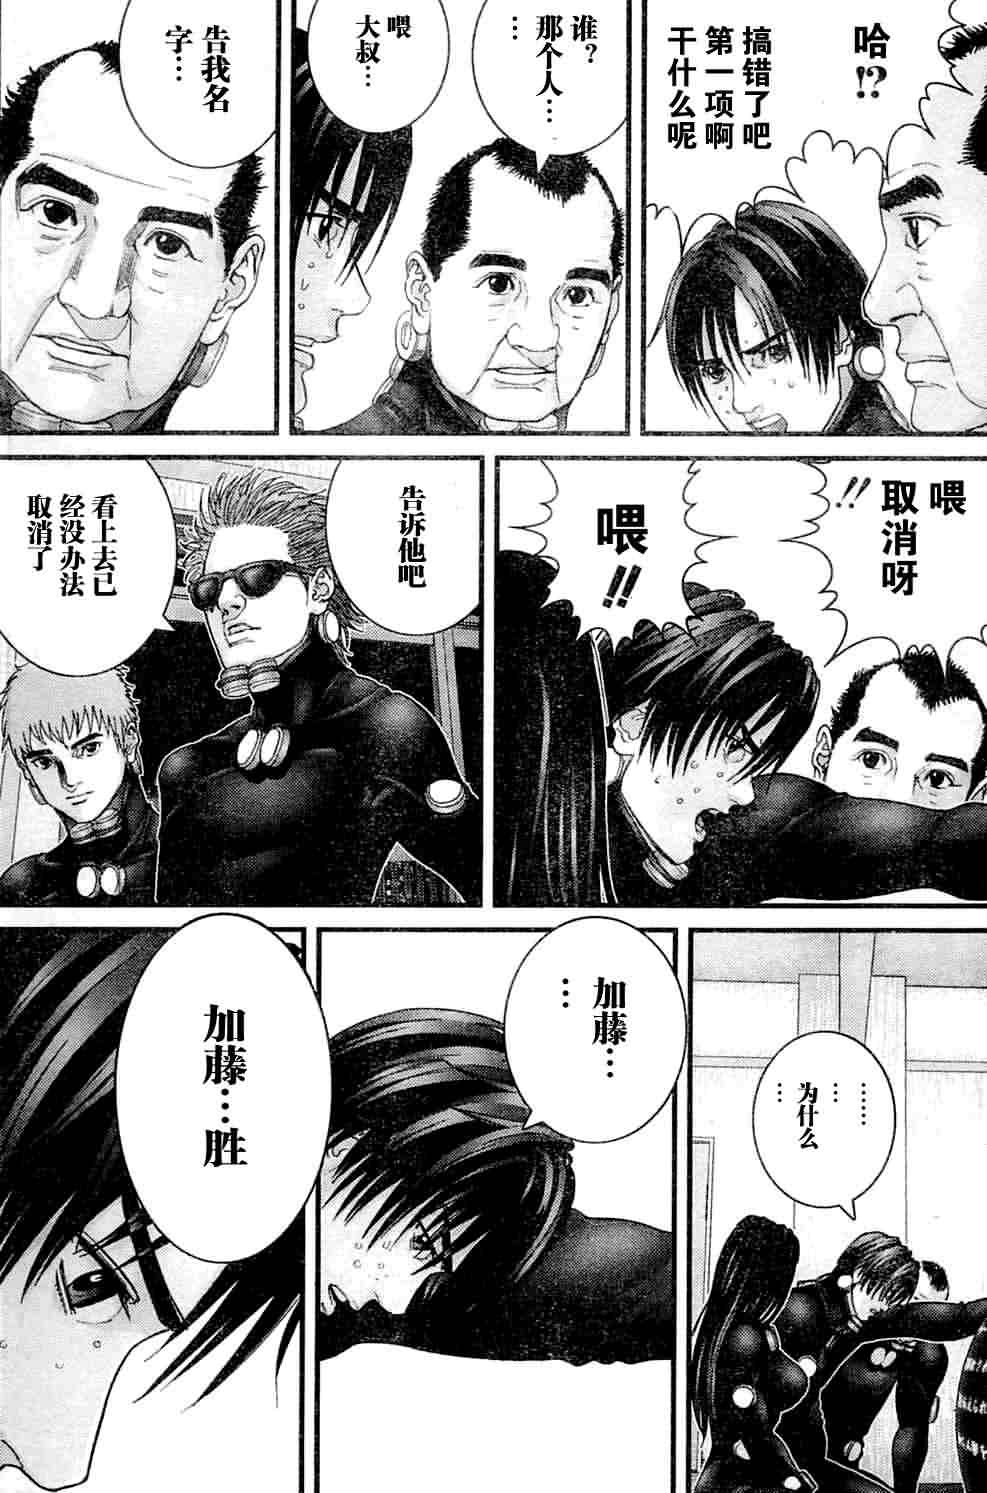 哈!?
搞错了吧
第一项啊
干什么呢
谁?
那个人…
…
喂
大叔…
告我名
字…
喂
取消呀
!!
喂!!
告诉他吧
看上去已
经没办法
取消了
……
…
为什么
…
加藤…
…
加藤…胜